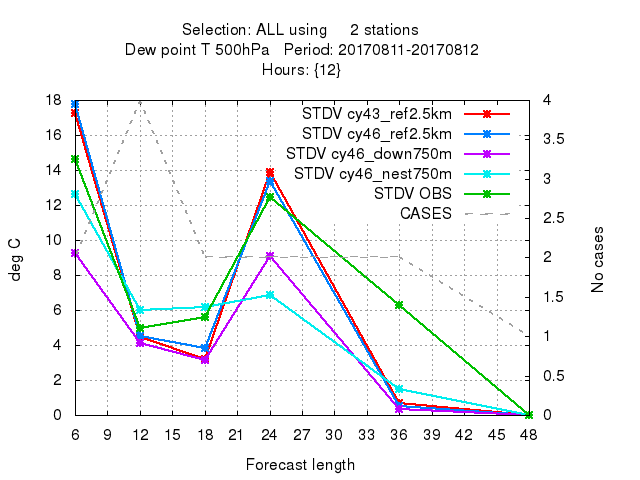 Selection: ALL using 2 stations
Dew point T 500hPa Period: 20170811-20170812
Hours: {12}
STDV cy43_ref2.5km
STDV cy46_ref2.5km
STDV cy46_down750m
STDV cy46_nest750m
STDV OBS
CASES
deg C
18
16
14
12
10
8
6
4
2
0
4
3.5
3
2.5
2
1.5
1
0.5
0
No cases
6 9 12 15 18 21 24 27 30 33 36 39 42 45 48
Forecast length